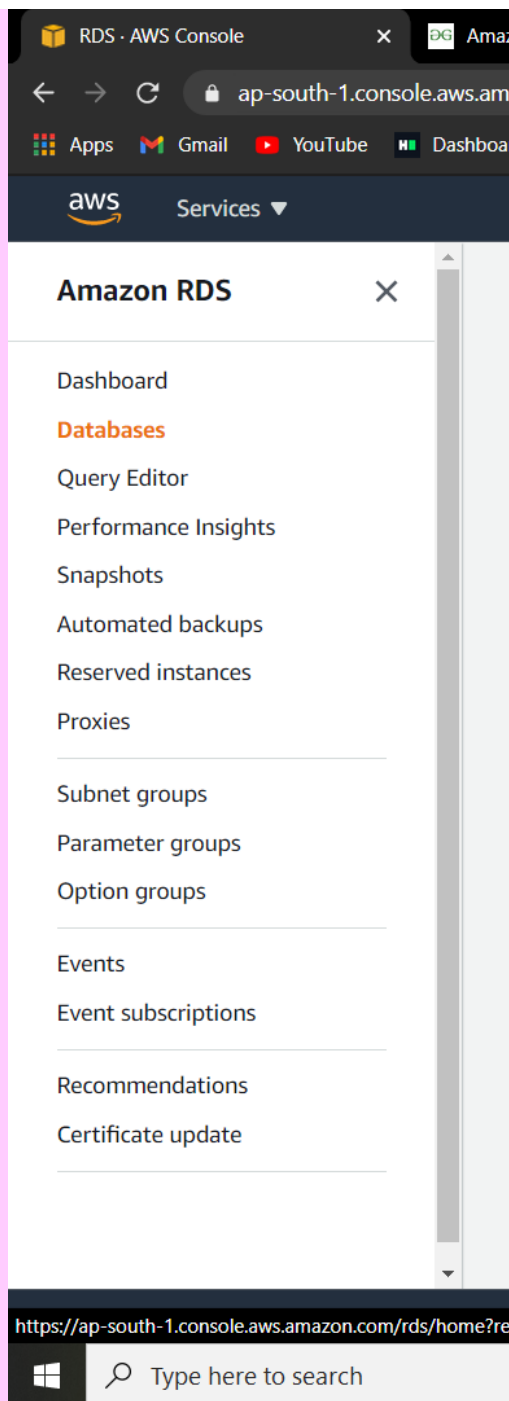 RDS · AWS Console
ap-south-1.console.aws.am
Apps Gmail YouTube Dashboa
aws Services
Amazon RDS
Dashboard
Databases
Query Editor
Performance Insights
Snapshots
Automated backups
Reserved instances
Proxies
Subnet groups
Parameter groups
Option groups
Events
Event subscriptions
Recommendations
Certificate update
https://ap-south-1.console.aws.amazon.com/rds/home?re
Type here to search